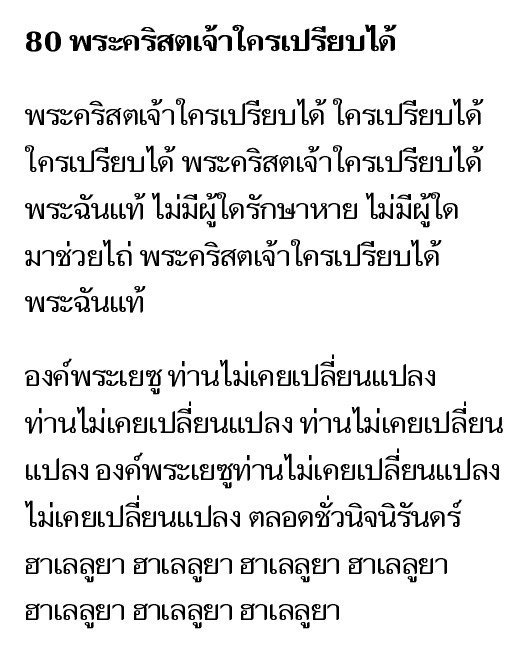 80 พระคริสตเจ้าใครเปรียบได้
พระคริสตเจ้าใครเปรียบได้ ใครเปรียบได้
ใครเปรียบได้ พระคริสตเจ้าใครเปรียบได้
พระฉันแท้ ไม่มีผู้ใดรักษาหาย ไม่มีผู้ใด
มาช่วยไถ่ พระคริสตเจ้าใครเปรียบได้
พระฉันแท้
องค์พระเยซู ท่านไม่เคยเปลี่ยนแปลง
ท่านไม่เคยเปลี่ยนแปลง ท่านไม่เคยเปลี่ยน
แปลง องค์พระเยซูท่านไม่เคยเปลี่ยนแปลง
ไม่เคยเปลี่ยนแปลง ตลอดชั่วนิจนิรันดร์
ฮาเลลูยา ฮาเลลูยา ฮาเลลูยา ฮาเลลูยา
ฮาเลลูยา ฮาเลลูยา ฮาเลลูยา